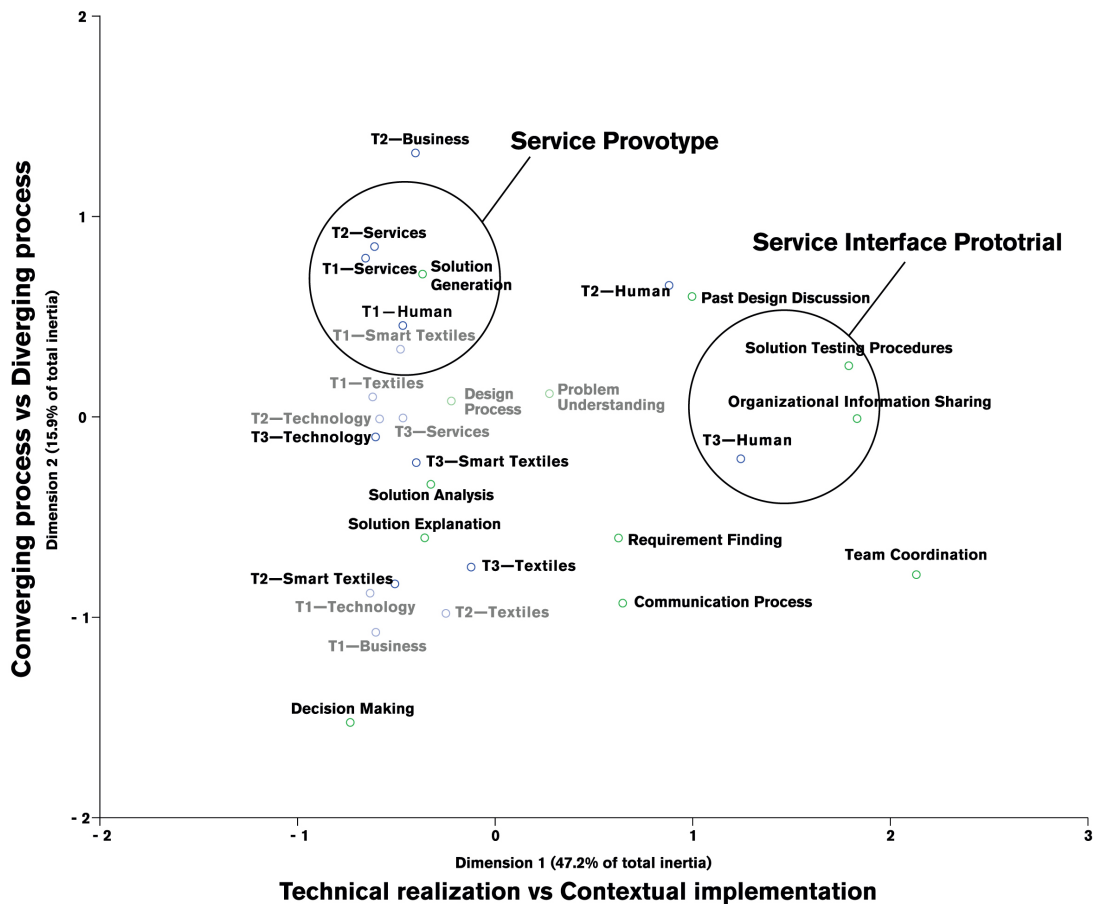 2
T2—Business
Service Provotype
1
T2—Services
T1—Services
Solution
Generation
Service Interface Prototrial
T1—Human
T1—Smart Textiles
T2—Human
Past Design Discussion
Solution Testing Procedures
T1—Textiles
Design
Process
Problem
Understanding
Organizational Information Sharing
0
T2—Technology
T3—Services
T3—Technology
T3—Human
T3—Smart Textiles
Solution Analysis
Solution Explanation
Requirement Finding
Team Coordination
T3—Textiles
T2—Smart Textiles
T1—Technology
T2—Textiles
Communication Process
- 1
T1—Business
Decision Making
- 2
Converging process vs Diverging process
Dimension 2 (15.9% of total inertia)
- 2
- 1
0
1
2
3
Dimension 1 (47.2% of total inertia)
Technical realization vs Contextual implementation